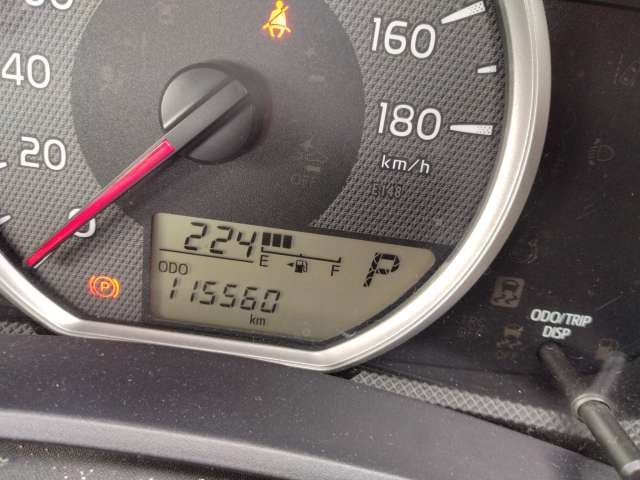 160
40
180
20
km/h
0
224
E F P
ODO
115560
km
P
ODO/TRIP
DISP